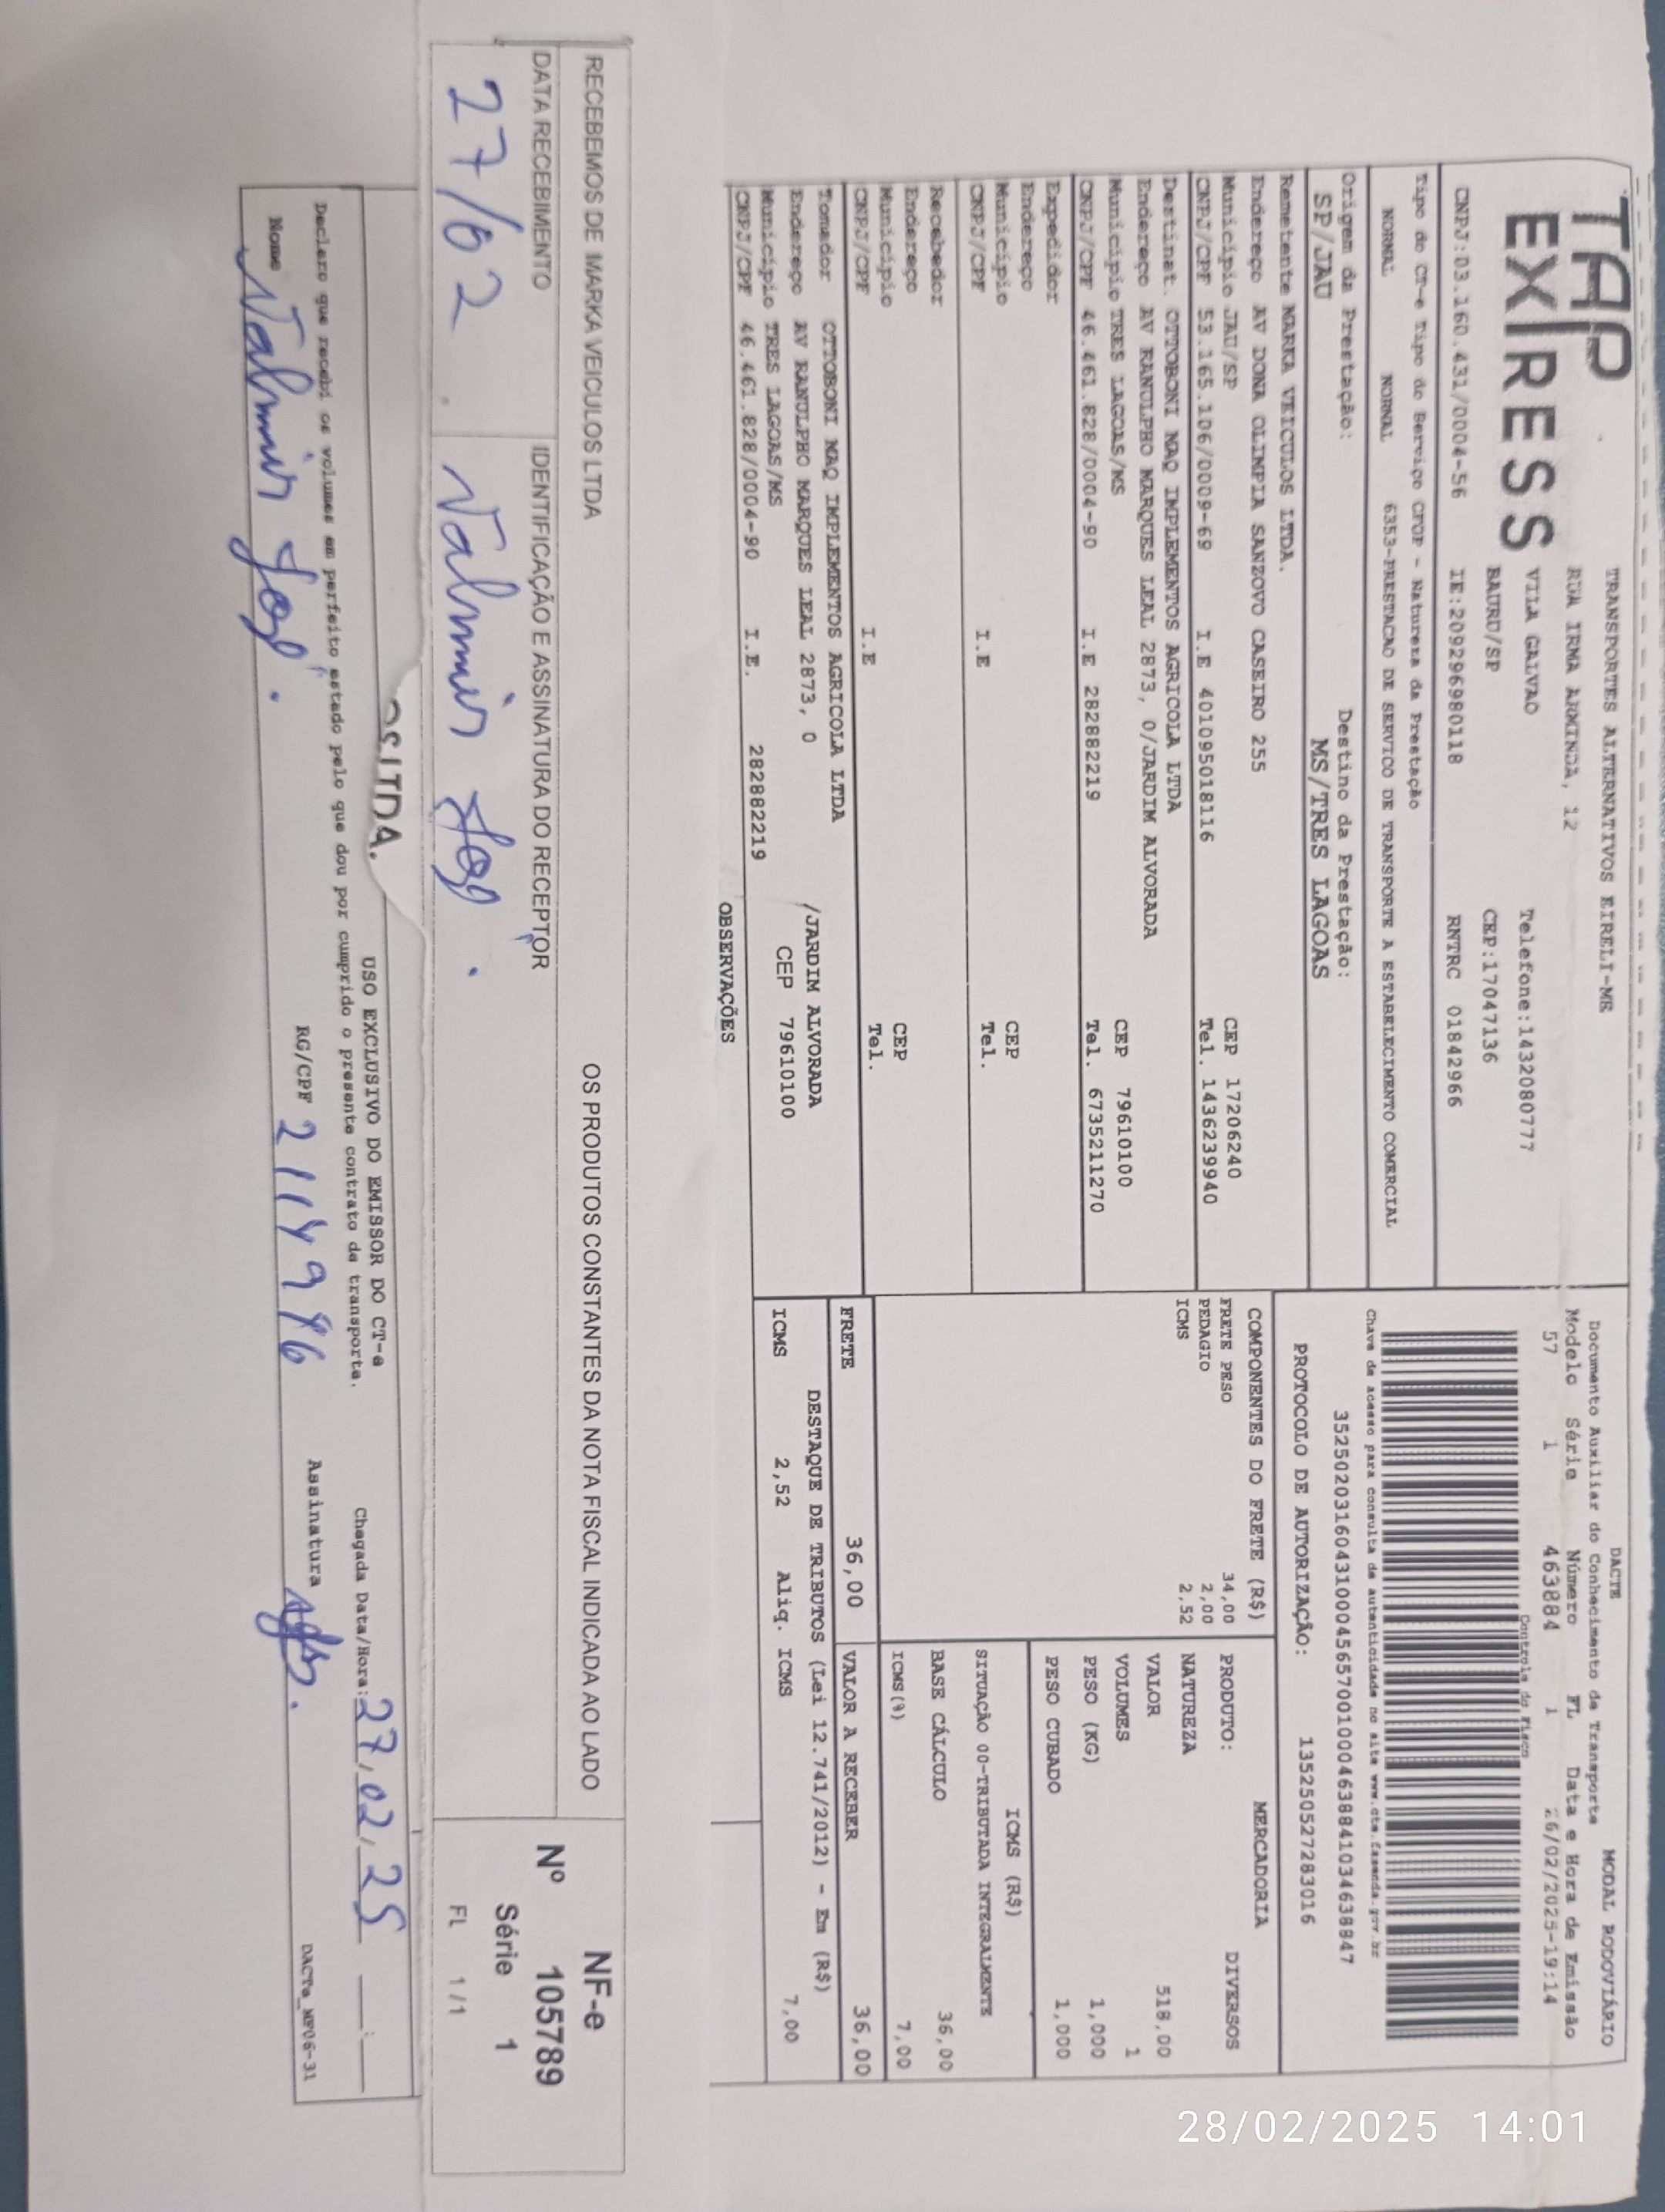 TAP
EXPRESS
TRANSPORTES ALTERNATIVOS EIRELI-ME
RUA IRMA ARMINDA, 12
VILA GALVAO Telefone:1432080777
BAURU/SP CEP:17047136
CNPJ:03.160.431/0004-56 IE:209296980118 RNTRC 01842966
Tipo do CT-e Tipo do Serviço CFOP - Natureza da Prestação
NORMAL NORMAL 6353-PRESTACAO DE SERVICO DE TRANSPORTE A ESTABELECIMENTO COMERCIAL
Origem da Prestação: Destino da Prestação:
SP/JAU MS/TRES LAGOAS
DACTE MODAL RODOVIÁRIO
Documento Auxiliar do Conhecimento de Transporte
Modelo Série Número FL Data e Hora de Emissão
57 1 463884 1 26/02/2025-19:14
Controle do Fisco
Chave de acesso para consulta de autenticidade no site www.cte.fazenda.gov.br
35250203160431000456570010004638841034638847
PROTOCOLO DE AUTORIZAÇÃO: 135250527283016
Remetente MARKA VEICULOS LTDA.
Endereço AV DONA OLIMPIA SANZOVO CASEIRO 255
Município JAU/SP CEP 17206240
CNPJ/CPF 53.165.106/0009-69 I.E 401095018116 Tel. 1436239940
Destinat. OTTOBONI MAQ IMPLEMENTOS AGRICOLA LTDA
Endereço AV RANULPHO MARQUES LEAL 2873, 0/JARDIM ALVORADA
Município TRES LAGOAS/MS CEP 79610100
CNPJ/CPF 46.461.828/0004-90 I.E 282882219 Tel. 6735211270
Expedidor
Endereço
Município CEP
CNPJ/CPF I.E Tel.
Recebedor
Endereço
Município CEP
CNPJ/CPF I.E Tel.
Tomador OTTOBONI MAQ IMPLEMENTOS AGRICOLA LTDA
Endereço AV RANULPHO MARQUES LEAL 2873, 0 /JARDIM ALVORADA
Município TRES LAGOAS/MS CEP 79610100
CNPJ/CPF 46.461.828/0004-90 I.E. 282882219
COMPONENTES DO FRETE (R$)
FRETE PESO 34,00
PEDAGIO 2,00
ICMS 2,52
MERCADORIA
PRODUTO: DIVERSOS
NATUREZA
VALOR 518,00
VOLUMES 1
PESO (KG) 1,000
PESO CUBADO 1,000
ICMS (R$)
SITUAÇÃO 00-TRIBUTADA INTEGRALMENTE
BASE CÁLCULO 36,00
ICMS(%) 7,00
FRETE 36,00 VALOR A RECEBER 36,00
DESTAQUE DE TRIBUTOS (Lei 12.741/2012) - Em (R$)
ICMS 2,52 Aliq. ICMS 7,00
OBSERVAÇÕES
RECEBEMOS DE MARKA VEICULOS LTDA OS PRODUTOS CONSTANTES DA NOTA FISCAL INDICADA AO LADO
DATA RECEBIMENTO IDENTIFICAÇÃO E ASSINATURA DO RECEPTOR
27/02 Valmir José.
NF-e
Nº 105789
Série 1
FL 1/1
LTDA.
USO EXCLUSIVO DO EMISSOR DO CT-e
Declaro que recebi os volumes em perfeito estado pelo que dou por cumprido o presente contrato de transporte.
Chegada Data/Hora: 27/02/25 __:__
Nome Valmir José. RG/CPF Assinatura
DACTe_MF06-31
28/02/2025 14:01